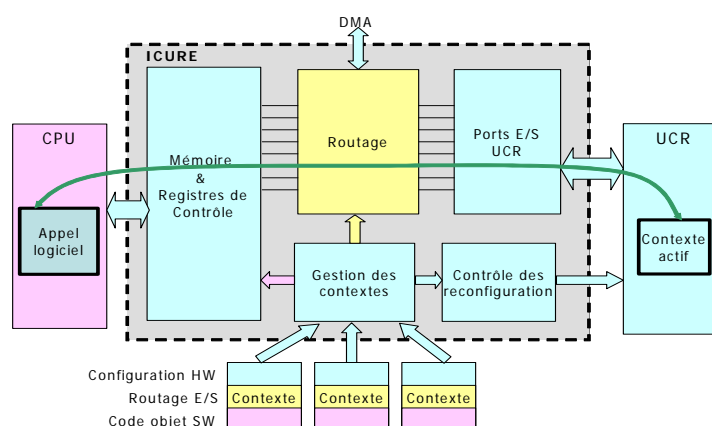 DMA
ICURE
CPU
Mémoire
&
Registres de
Contrôle
Routage
Ports E/S
UCR
UCR
Appel
logiciel
Contexte
actif
Gestion des
contextes
Contrôle des
reconfiguration
Configuration HW
Routage E/S
Contexte
Contexte
Contexte
Code objet SW